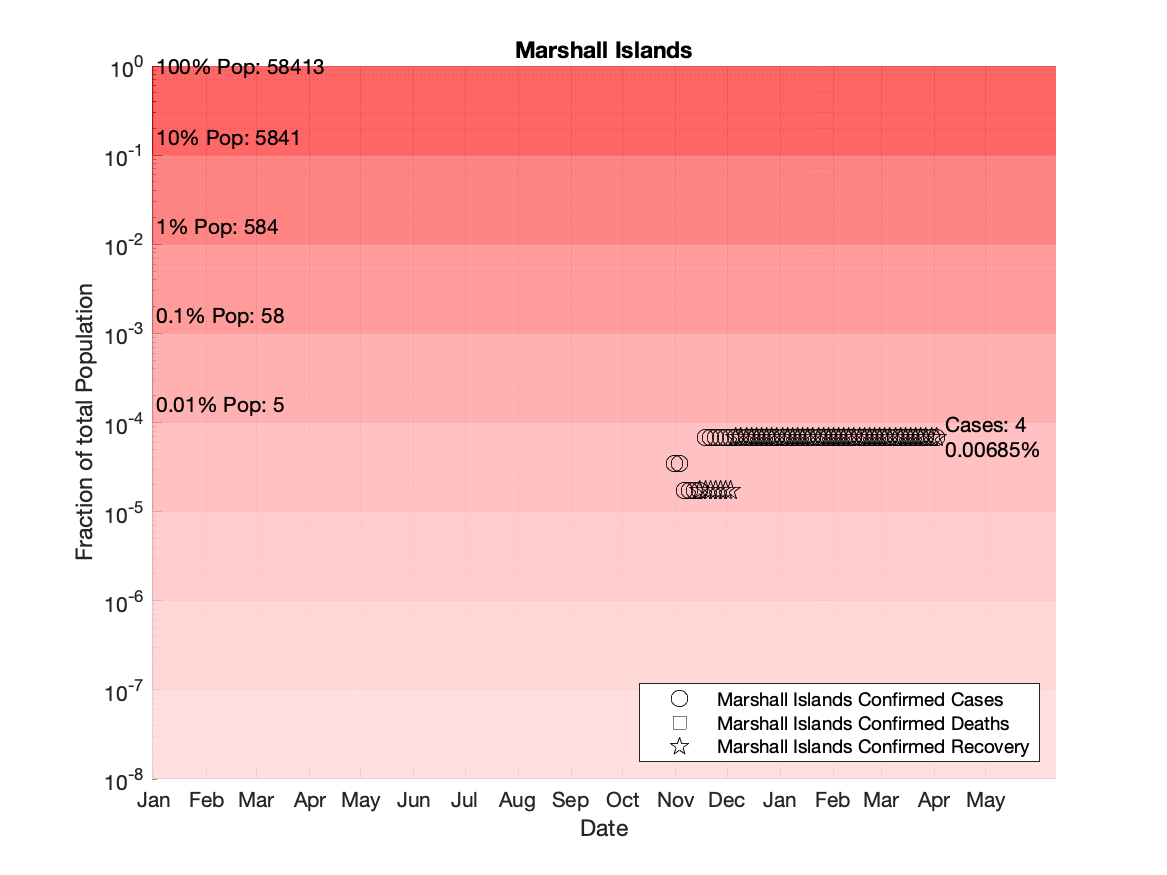 Marshall Islands
10^0
100% Pop: 58413
10% Pop: 5841
10^-1
1% Pop: 584
10^-2
0.1% Pop: 58
10^-3
0.01% Pop: 5
10^-4
Cases: 4
0.00685%
10^-5
10^-6
10^-7
10^-8
Fraction of total Population
Marshall Islands Confirmed Cases
Marshall Islands Confirmed Deaths
Marshall Islands Confirmed Recovery
Jan Feb Mar Apr May Jun Jul Aug Sep Oct Nov Dec Jan Feb Mar Apr May
Date